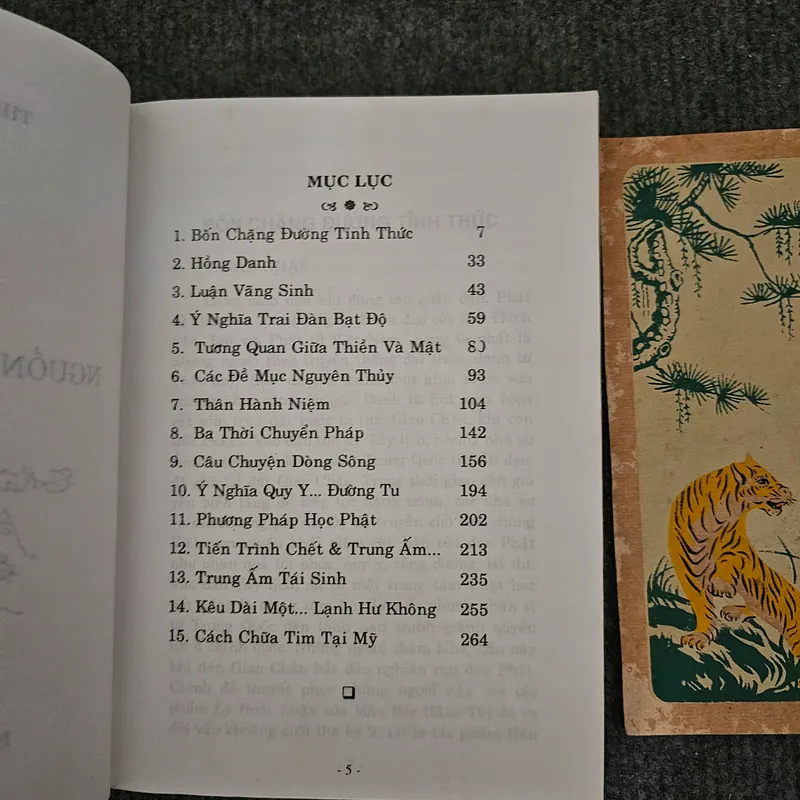 MỤC LỤC
1. Bốn Chặng Đường Tỉnh Thức 7
2. Hồng Danh 33
3. Luận Vãng Sinh 43
4. Ý Nghĩa Trai Đàn Bạt Độ 59
5. Tương Quan Giữa Thiền Và Mật 80
6. Các Đề Mục Nguyên Thủy 93
7. Thân Hành Niệm 104
8. Ba Thời Chuyển Pháp 142
9. Câu Chuyện Dòng Sông 156
10. Ý Nghĩa Quy Y... Đường Tu 194
11. Phương Pháp Học Phật 202
12. Tiến Trình Chết & Trung Ấm... 213
13. Trung Ấm Tái Sinh 235
14. Kêu Dài Một... Lạnh Hư Không 255
15. Cách Chữa Tim Tại Mỹ 264
- 5 -